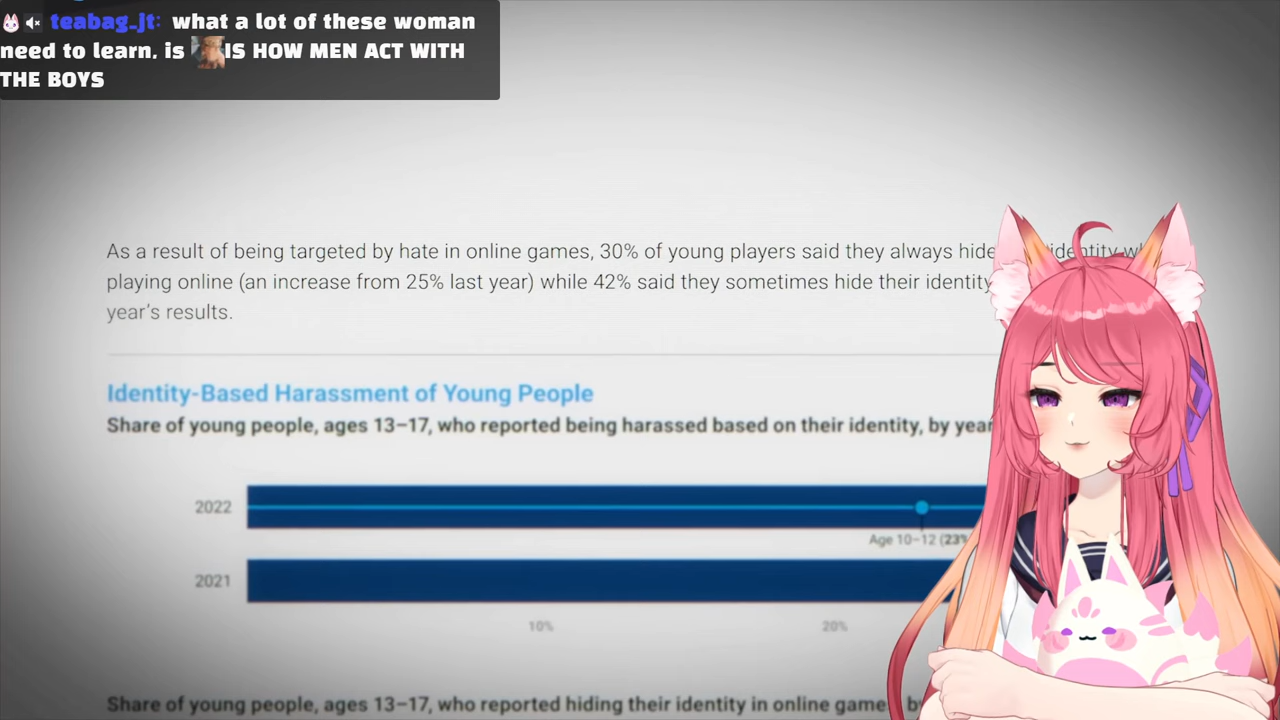 teabag_jt: what a lot of these woman
need to learn. is IS HOW MEN ACT WITH
THE BOYS
As a result of being targeted by hate in online games, 30% of young players said they always hide identity
playing online (an increase from 25% last year) while 42% said they sometimes hide their identity
year's results.
Identity-Based Harassment of Young People
Share of young people, ages 13–17, who reported being harassed based on their identity, by year
2022
Age 10–12 (23%
2021
10%
20%
Share of young people, ages 13–17, who reported hiding their identity in online game